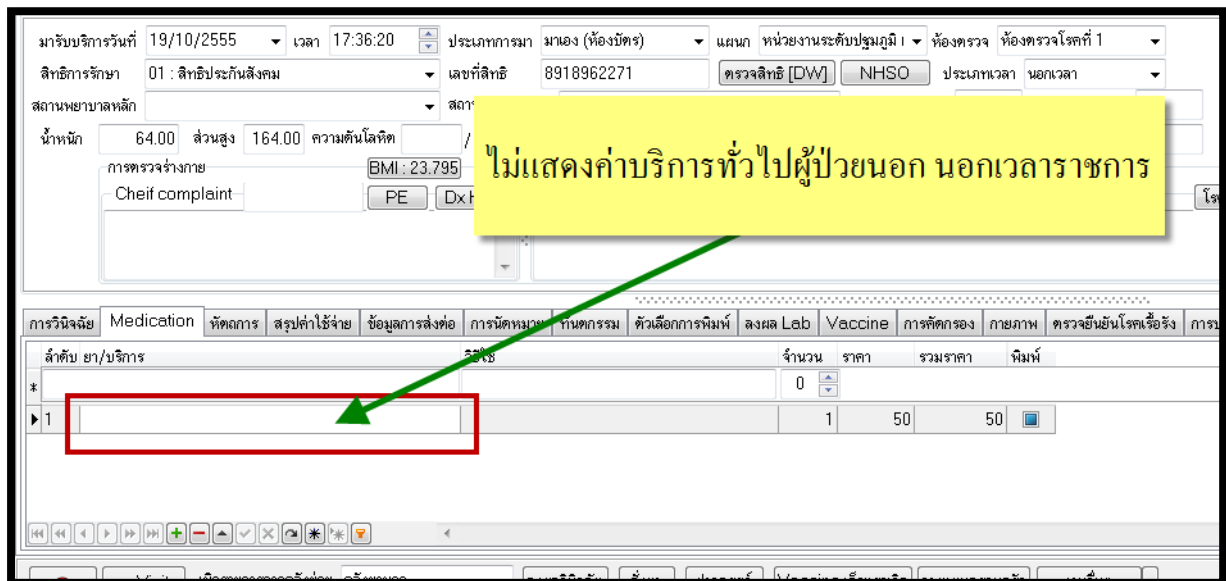 มารับบริการวันที่ 19/10/2555 เวลา 17:36:20 ประเภทการมา มาเอง (ห้องบัตร) แผนก หน่วยงานระดับปฐมภูมิ ห้องตรวจ ห้องตรวจโรคที่ 1
สิทธิการรักษา 01 : สิทธิประกันสังคม เลขที่สิทธิ 8918962271 ตรวจสิทธิ [DW] NHSO ประเภทเวลา นอกเวลา
สถานพยาบาลหลัก
น้ำหนัก 64.00 ส่วนสูง 164.00 ความดันโลหิต /
ไม่แสดงค่าบริการทั่วไปผู้ป่วยนอก นอกเวลาราชการ
การตรวจร่างกาย BMI : 23.795
Cheif complaint PE
การวินิจฉัย Medication หัตถการ สรุปค่าใช้จ่าย ข้อมูลการส่งต่อ การนัดหมาย ทันตกรรม ตัวเลือกการพิมพ์ ลงผล Lab Vaccine การคัดกรอง กายภาพ ตรวจยืนยันโรคเรื้อรัง
ลำดับ ยา/บริการ วิธีใช้ จำนวน ราคา รวมราคา พิมพ์
* 0
1 1 50 50